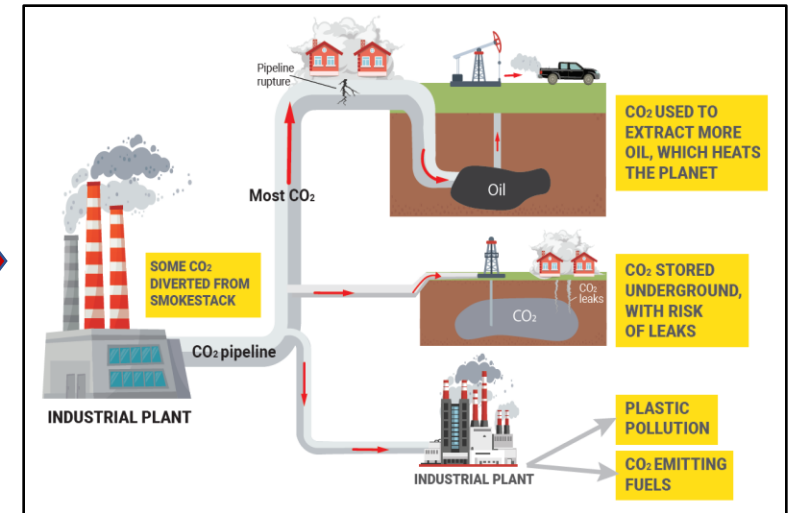 Pipeline
rupture
CO₂ USED TO
EXTRACT MORE
OIL, WHICH HEATS
THE PLANET
Oil
Most CO₂
SOME CO₂
DIVERTED FROM
SMOKESTACK
CO₂
leaks
CO₂
CO₂ STORED
UNDERGROUND,
WITH RISK
OF LEAKS
CO₂ pipeline
INDUSTRIAL PLANT
INDUSTRIAL PLANT
PLASTIC
POLLUTION
CO₂ EMITTING
FUELS